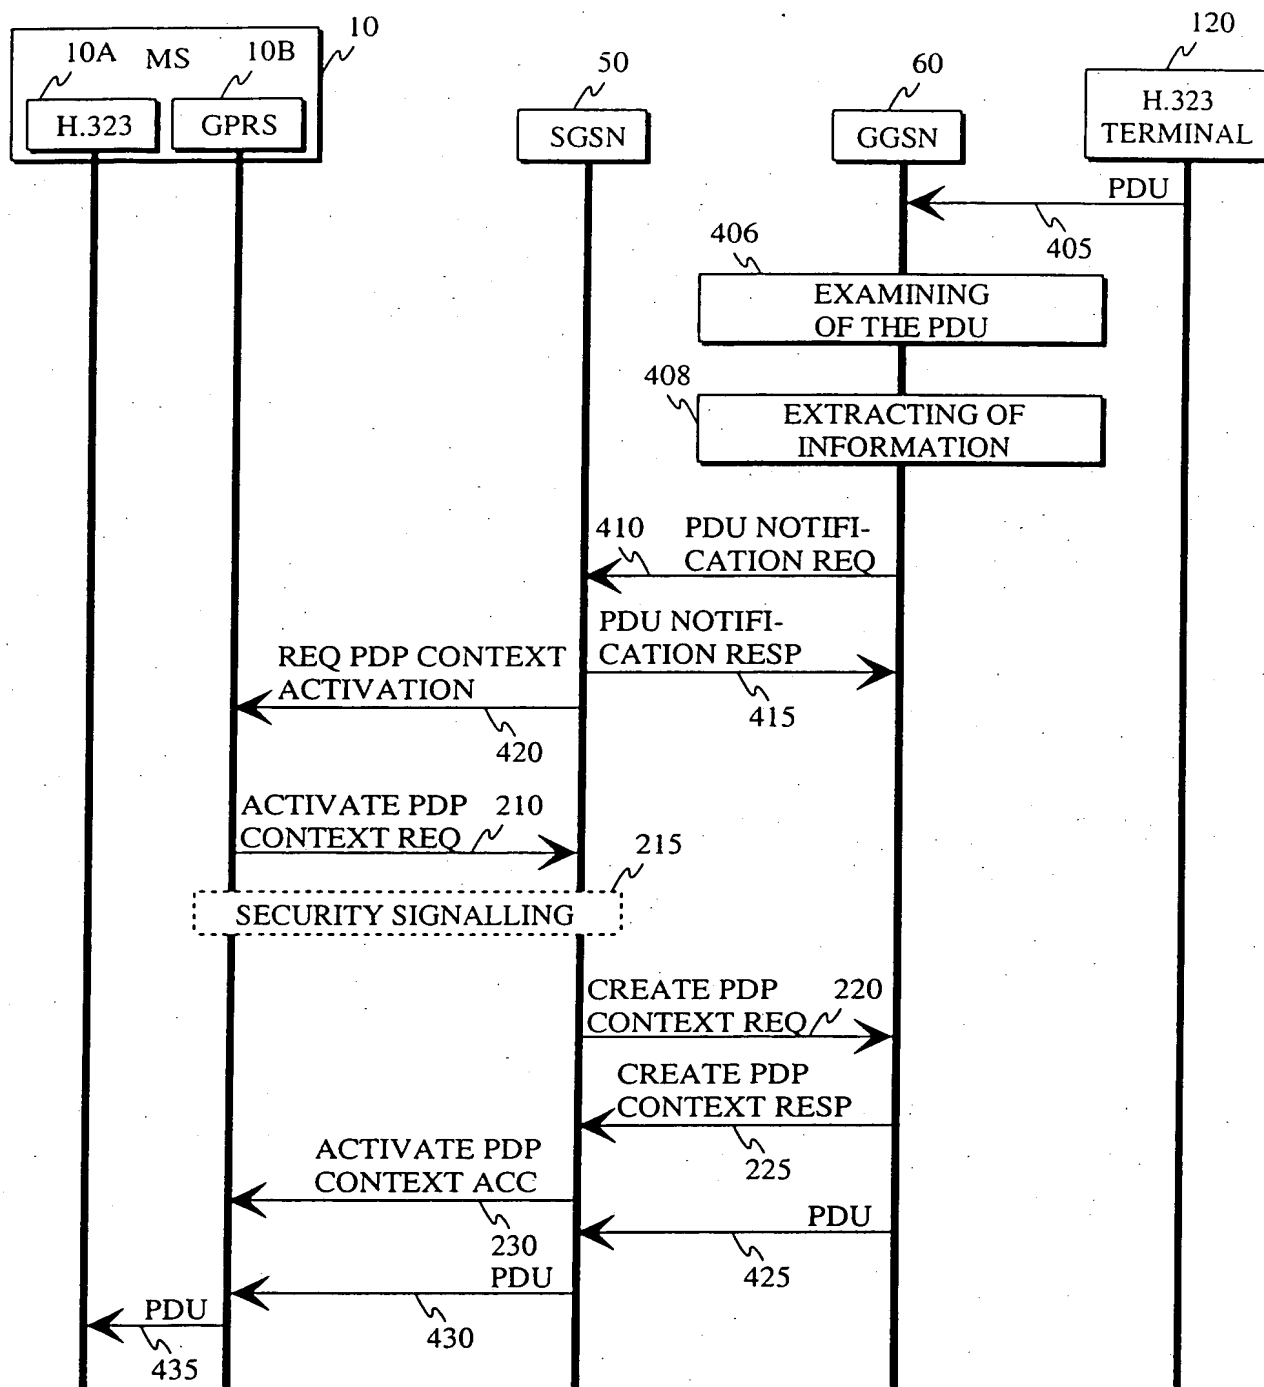 10
120
10A MS 10B
50
60
H.323
GPRS
SGSN
GGSN
H.323
TERMINAL
PDU
405
406
EXAMINING
OF THE PDU
408
EXTRACTING OF
INFORMATION
410
PDU NOTIFI-
CATION REQ
PDU NOTIFI-
CATION RESP
415
REQ PDP CONTEXT
ACTIVATION
420
ACTIVATE PDP
CONTEXT REQ
210
215
SECURITY SIGNALLING
CREATE PDP
CONTEXT REQ
220
CREATE PDP
CONTEXT RESP
225
ACTIVATE PDP
CONTEXT ACC
230
PDU
425
PDU
430
PDU
435